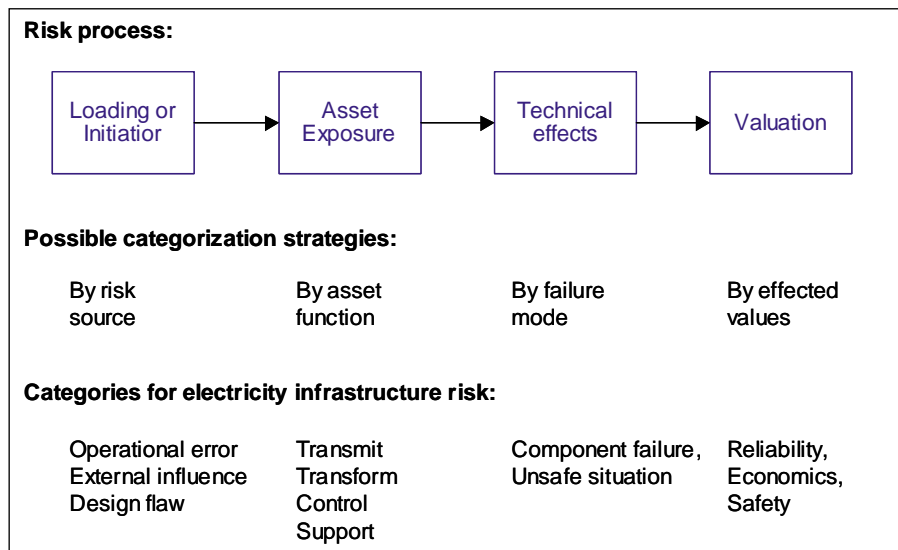 Risk process:
Loading or
Initiatior
Asset
Exposure
Technical
effects
Valuation
Possible categorization strategies:
By risk
source
By asset
function
By failure
mode
By effected
values
Categories for electricity infrastructure risk:
Operational error
External influence
Design flaw
Transmit
Transform
Control
Support
Component failure,
Unsafe situation
Reliability,
Economics,
Safety